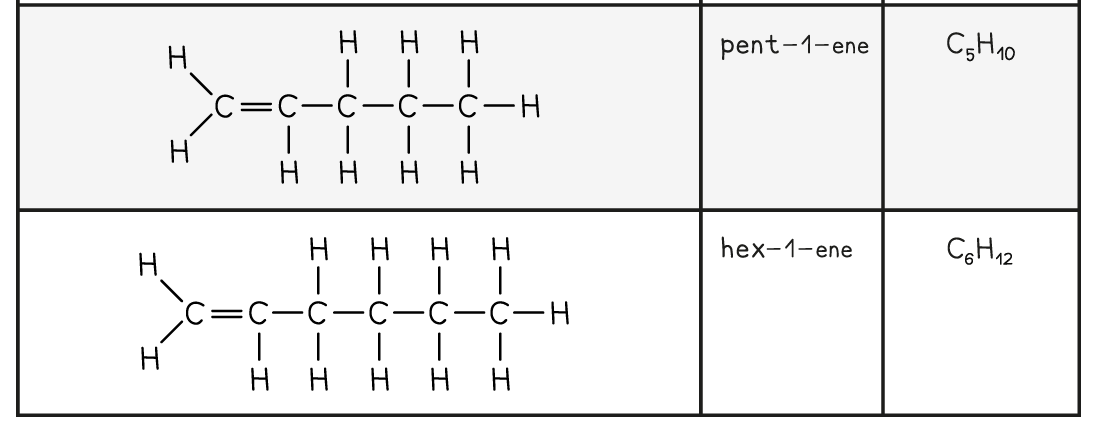 H H H H
C=C—C—C—C—H
H H H H H
pent-1-ene
C₅H₁₀
H H H H H
C=C—C—C—C—C—H
H H H H H H
hex-1-ene
C₆H₁₂